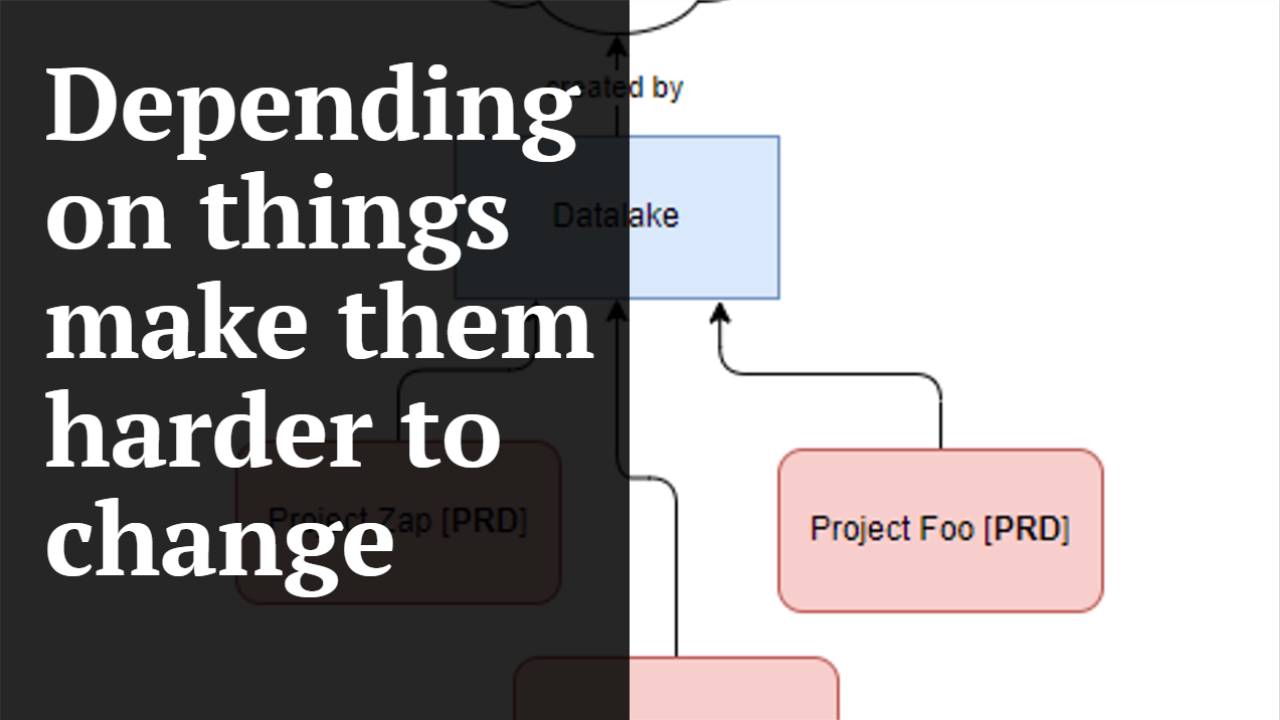 Depending
on things
make them
harder to
change
created by
Datalake
Project Zap [PRD]
Project Foo [PRD]